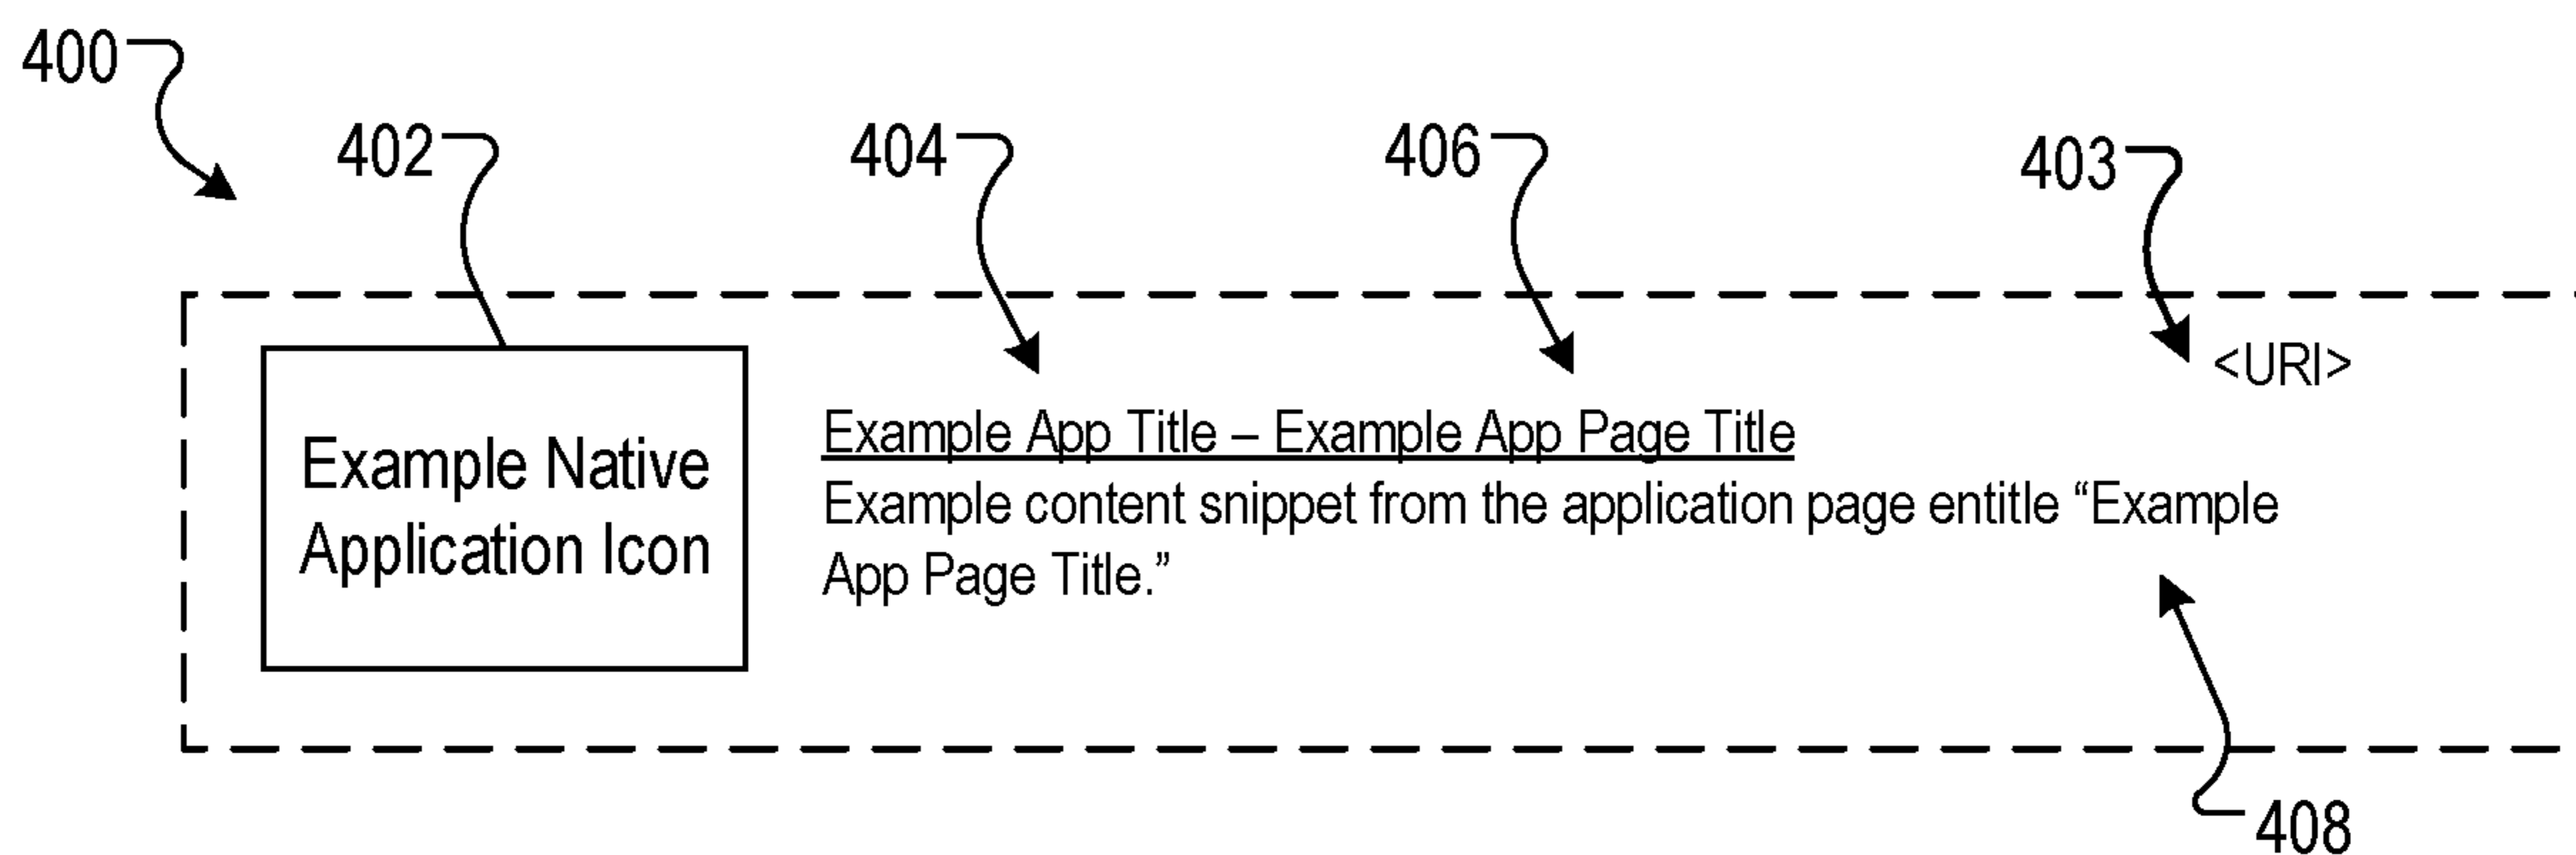 400
402
404
406
403
<URI>
Example Native
Application Icon
Example App Title – Example App Page Title
Example content snippet from the application page entitle “Example
App Page Title.”
408